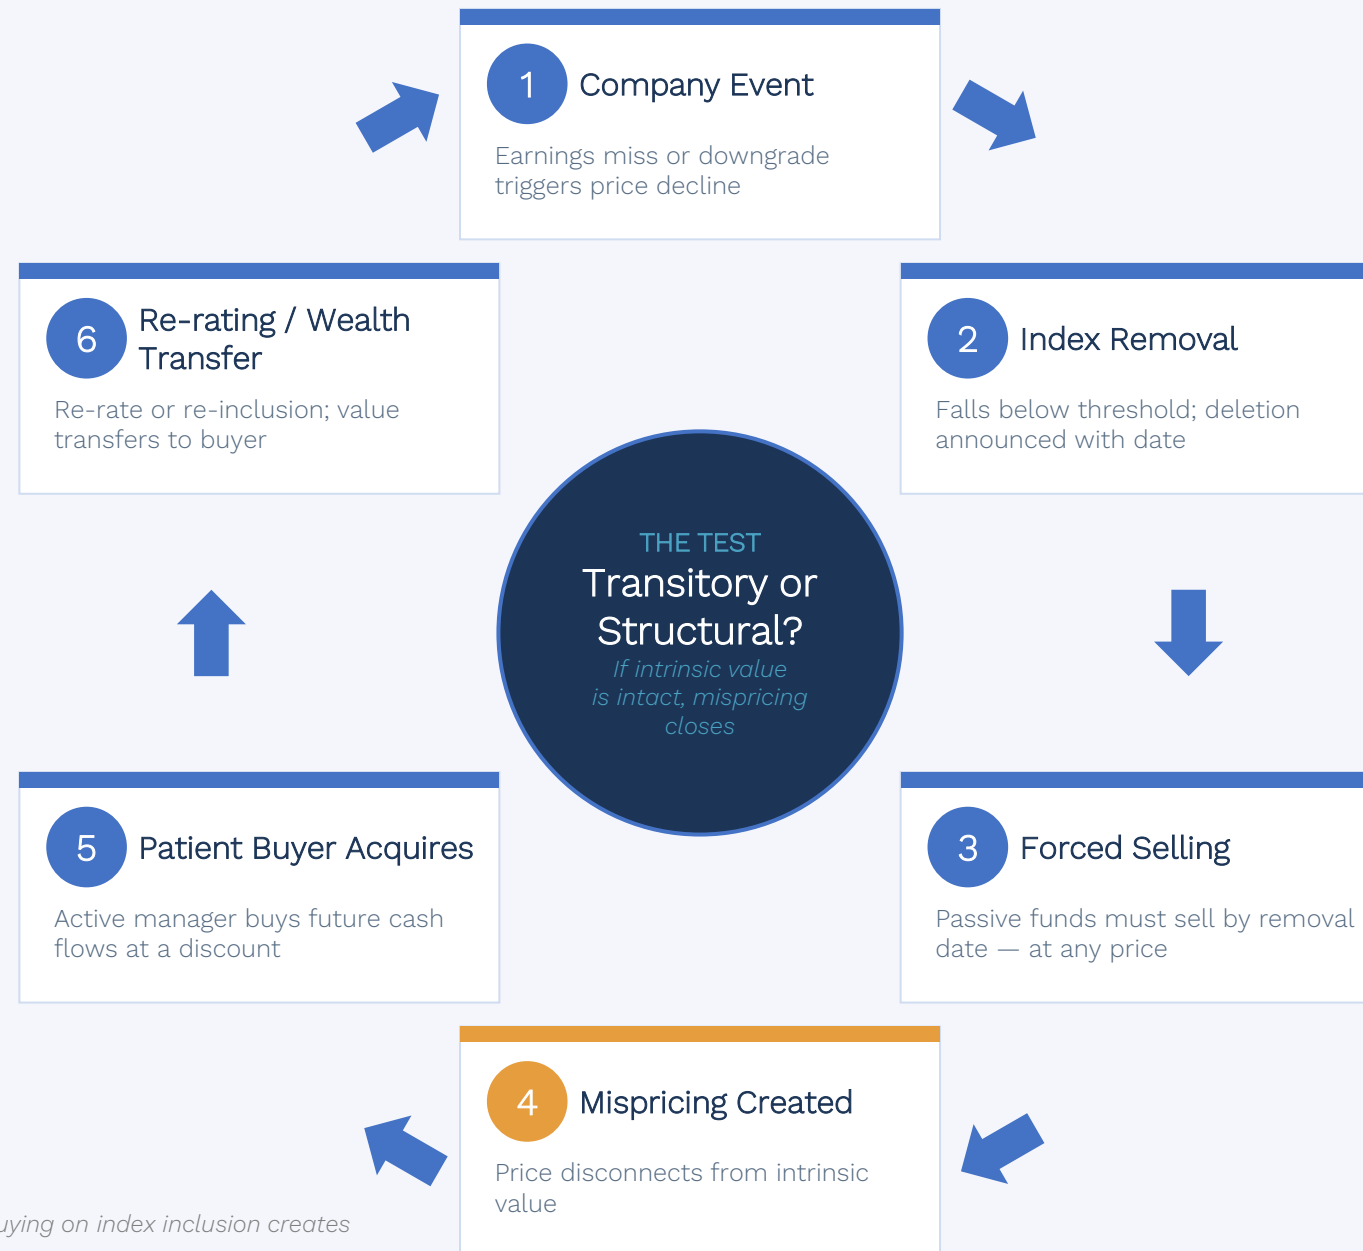 1
Company Event
Earnings miss or downgrade
triggers price decline
2
Index Removal
Falls below threshold; deletion
announced with date
3
Forced Selling
Passive funds must sell by removal
date — at any price
4
Mispricing Created
Price disconnects from intrinsic
value
5
Patient Buyer Acquires
Active manager buys future cash
flows at a discount
6
Re-rating / Wealth
Transfer
Re-rate or re-inclusion; value
transfers to buyer
THE TEST
Transitory or
Structural?
If intrinsic value
is intact, mispricing
closes
on index inclusion creates